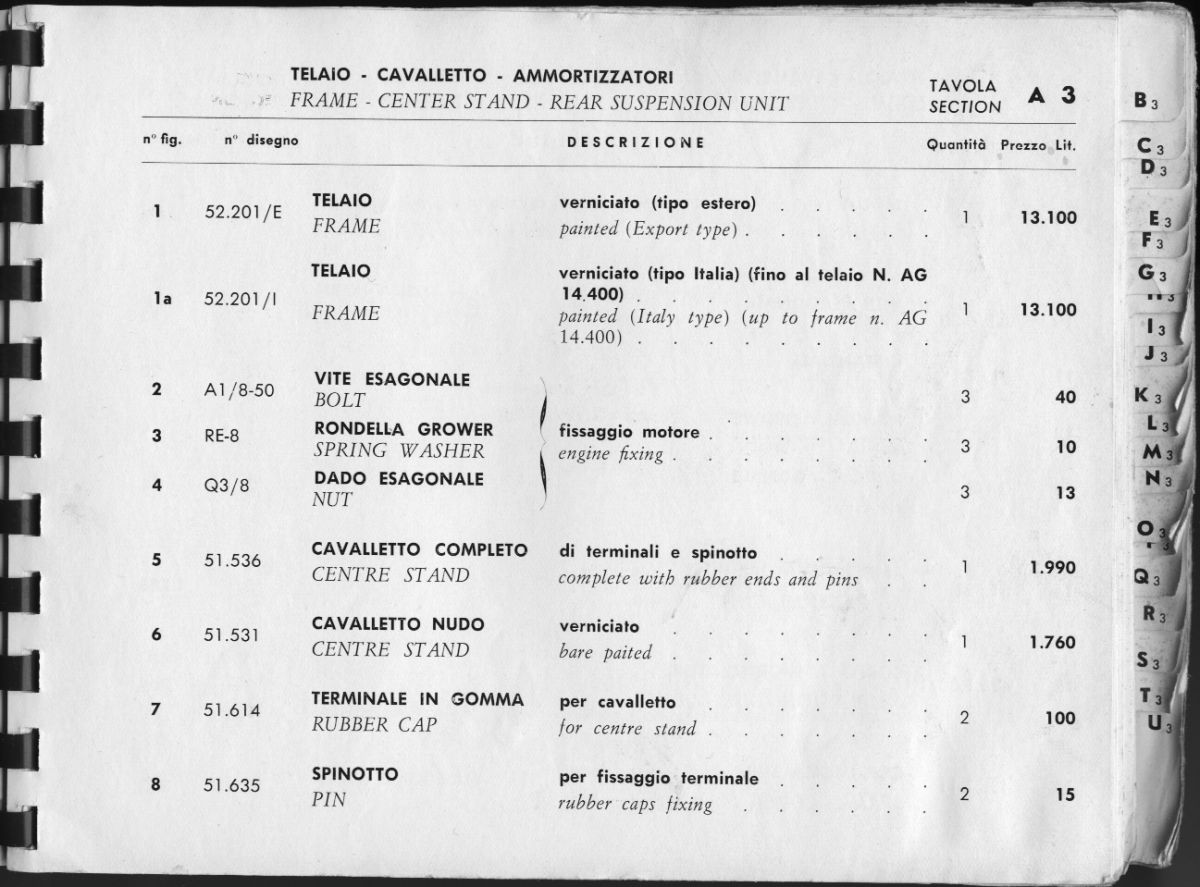 TELAIO - CAVALLETTO - AMMORTIZZATORI
FRAME - CENTER STAND - REAR SUSPENSION UNIT
TAVOLA
SECTION
A 3
n° fig. n° disegno DESCRIZIONE Quantità Prezzo Lit.
1 52.201/E TELAIO verniciato (tipo estero) . . . . . 1 13.100
FRAME painted (Export type) . . . . . .
1a 52.201/I TELAIO verniciato (tipo Italia) (fino al telaio N. AG
14.400) . . . . . . . . . 1 13.100
FRAME painted (Italy type) (up to frame n. AG
14.400) . . . . . . . . .
2 A1/8-50 VITE ESAGONALE 3 40
BOLT
3 RE-8 RONDELLA GROWER fissaggio motore . . . . . . . 3 10
SPRING WASHER engine fixing . . . . . . . .
4 Q3/8 DADO ESAGONALE 3 13
NUT
5 51.536 CAVALLETTO COMPLETO di terminali e spinotto . . . . . 1 1.990
CENTRE STAND complete with rubber ends and pins . .
6 51.531 CAVALLETTO NUDO verniciato . . . . . . . . 1 1.760
CENTRE STAND bare paited . . . . . . . .
7 51.614 TERMINALE IN GOMMA per cavalletto . . . . . . . . 2 100
RUBBER CAP for centre stand . . . . . . .
8 51.635 SPINOTTO per fissaggio terminale . . . . . 2 15
PIN rubber caps fixing . . . . . .
B 3
C 3
D 3
E 3
F 3
G 3
I 3
J 3
K 3
L 3
M 3
N 3
O 3
Q 3
R 3
S 3
T 3
U 3